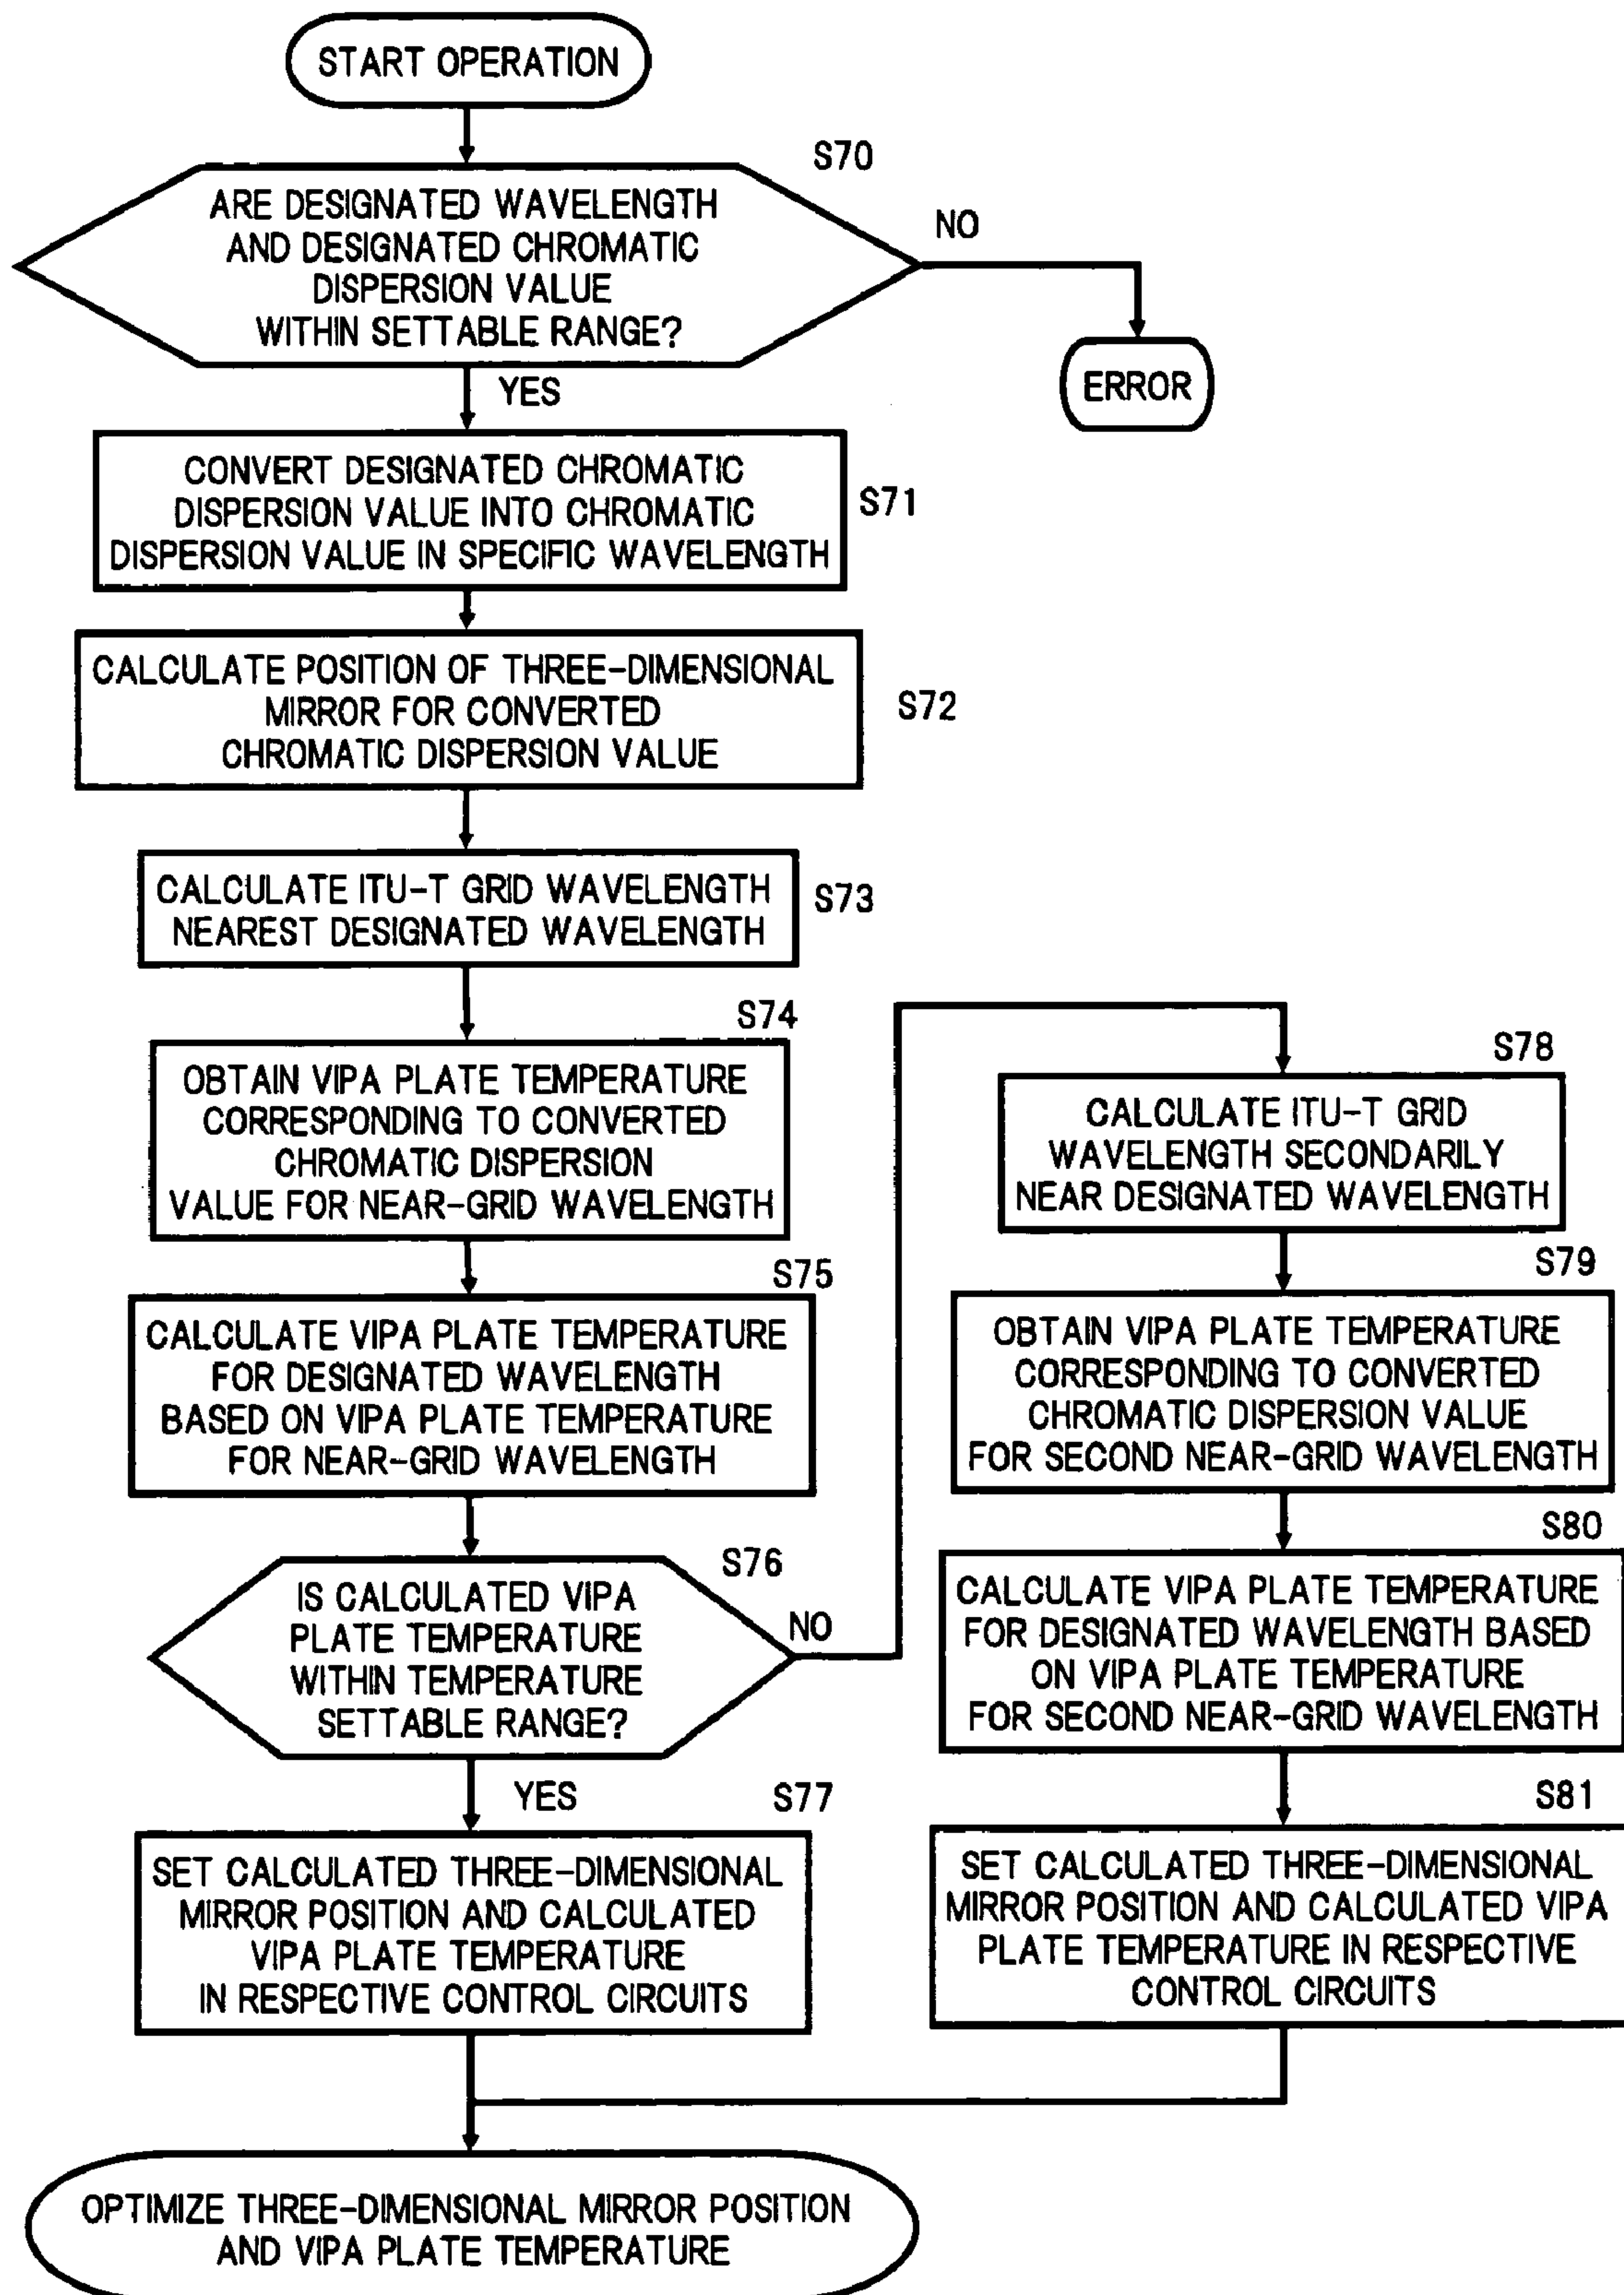 START OPERATION
S70
ARE DESIGNATED WAVELENGTH
AND DESIGNATED CHROMATIC
DISPERSION VALUE
WITHIN SETTABLE RANGE?
NO
ERROR
YES
CONVERT DESIGNATED CHROMATIC
DISPERSION VALUE INTO CHROMATIC
DISPERSION VALUE IN SPECIFIC WAVELENGTH
S71
CALCULATE POSITION OF THREE-DIMENSIONAL
MIRROR FOR CONVERTED
CHROMATIC DISPERSION VALUE
S72
CALCULATE ITU-T GRID WAVELENGTH
NEAREST DESIGNATED WAVELENGTH
S73
S74
OBTAIN VIPA PLATE TEMPERATURE
CORRESPONDING TO CONVERTED
CHROMATIC DISPERSION
VALUE FOR NEAR-GRID WAVELENGTH
S75
CALCULATE VIPA PLATE TEMPERATURE
FOR DESIGNATED WAVELENGTH
BASED ON VIPA PLATE TEMPERATURE
FOR NEAR-GRID WAVELENGTH
S76
IS CALCULATED VIPA
PLATE TEMPERATURE
WITHIN TEMPERATURE
SETTABLE RANGE?
NO
YES
S77
SET CALCULATED THREE-DIMENSIONAL
MIRROR POSITION AND CALCULATED
VIPA PLATE TEMPERATURE
IN RESPECTIVE CONTROL CIRCUITS
S78
CALCULATE ITU-T GRID
WAVELENGTH SECONDARILY
NEAR DESIGNATED WAVELENGTH
S79
OBTAIN VIPA PLATE TEMPERATURE
CORRESPONDING TO CONVERTED
CHROMATIC DISPERSION VALUE
FOR SECOND NEAR-GRID WAVELENGTH
S80
CALCULATE VIPA PLATE TEMPERATURE
FOR DESIGNATED WAVELENGTH BASED
ON VIPA PLATE TEMPERATURE
FOR SECOND NEAR-GRID WAVELENGTH
S81
SET CALCULATED THREE-DIMENSIONAL
MIRROR POSITION AND CALCULATED VIPA
PLATE TEMPERATURE IN RESPECTIVE
CONTROL CIRCUITS
OPTIMIZE THREE-DIMENSIONAL MIRROR POSITION
AND VIPA PLATE TEMPERATURE